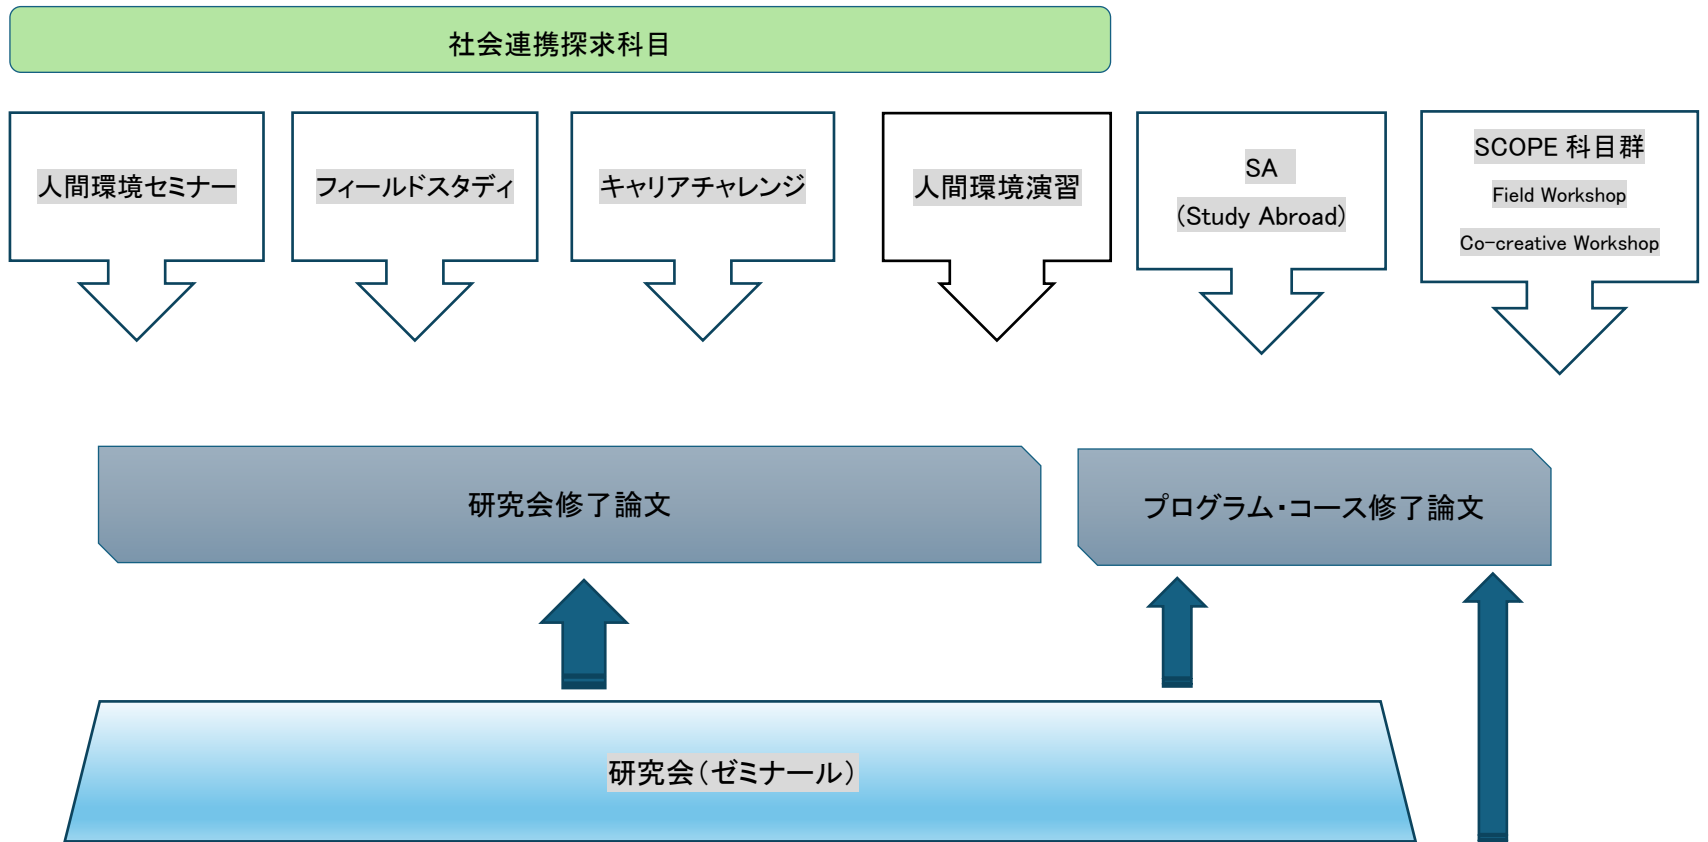 社会連携探求科目
人間環境セミナー
フィールドスタディ
キャリアチャレンジ
人間環境演習
SA
(Study Abroad)
SCOPE 科目群
Field Workshop
Co-creative Workshop
研究会修了論文
プログラム・コース修了論文
研究会(ゼミナール)